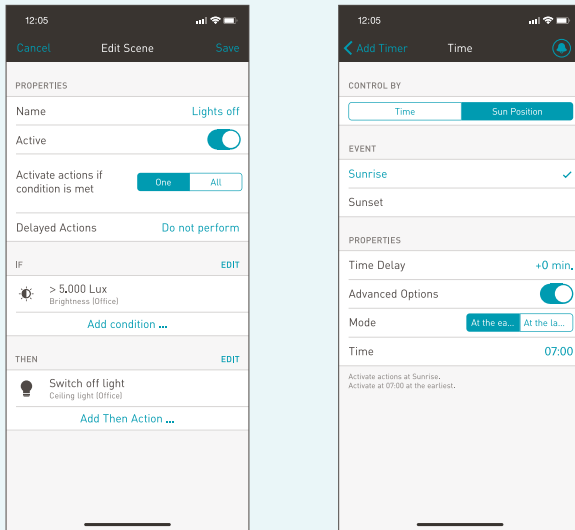 12:05
Cancel Edit Scene Save
PROPERTIES
Name Lights off
Active
Activate actions if
condition is met
One All
Delayed Actions Do not perform
IF EDIT
> 5.000 Lux
Brightness (Office)
Add condition ...
THEN EDIT
Switch off light
Ceiling light (Office)
Add Then Action ...
12:05
Add Timer Time
CONTROL BY
Time Sun Position
EVENT
Sunrise
Sunset
PROPERTIES
Time Delay +0 min.
Advanced Options
Mode At the ea... At the la...
Time 07:00
Activate actions at Sunrise.
Activate at 07:00 at the earliest.